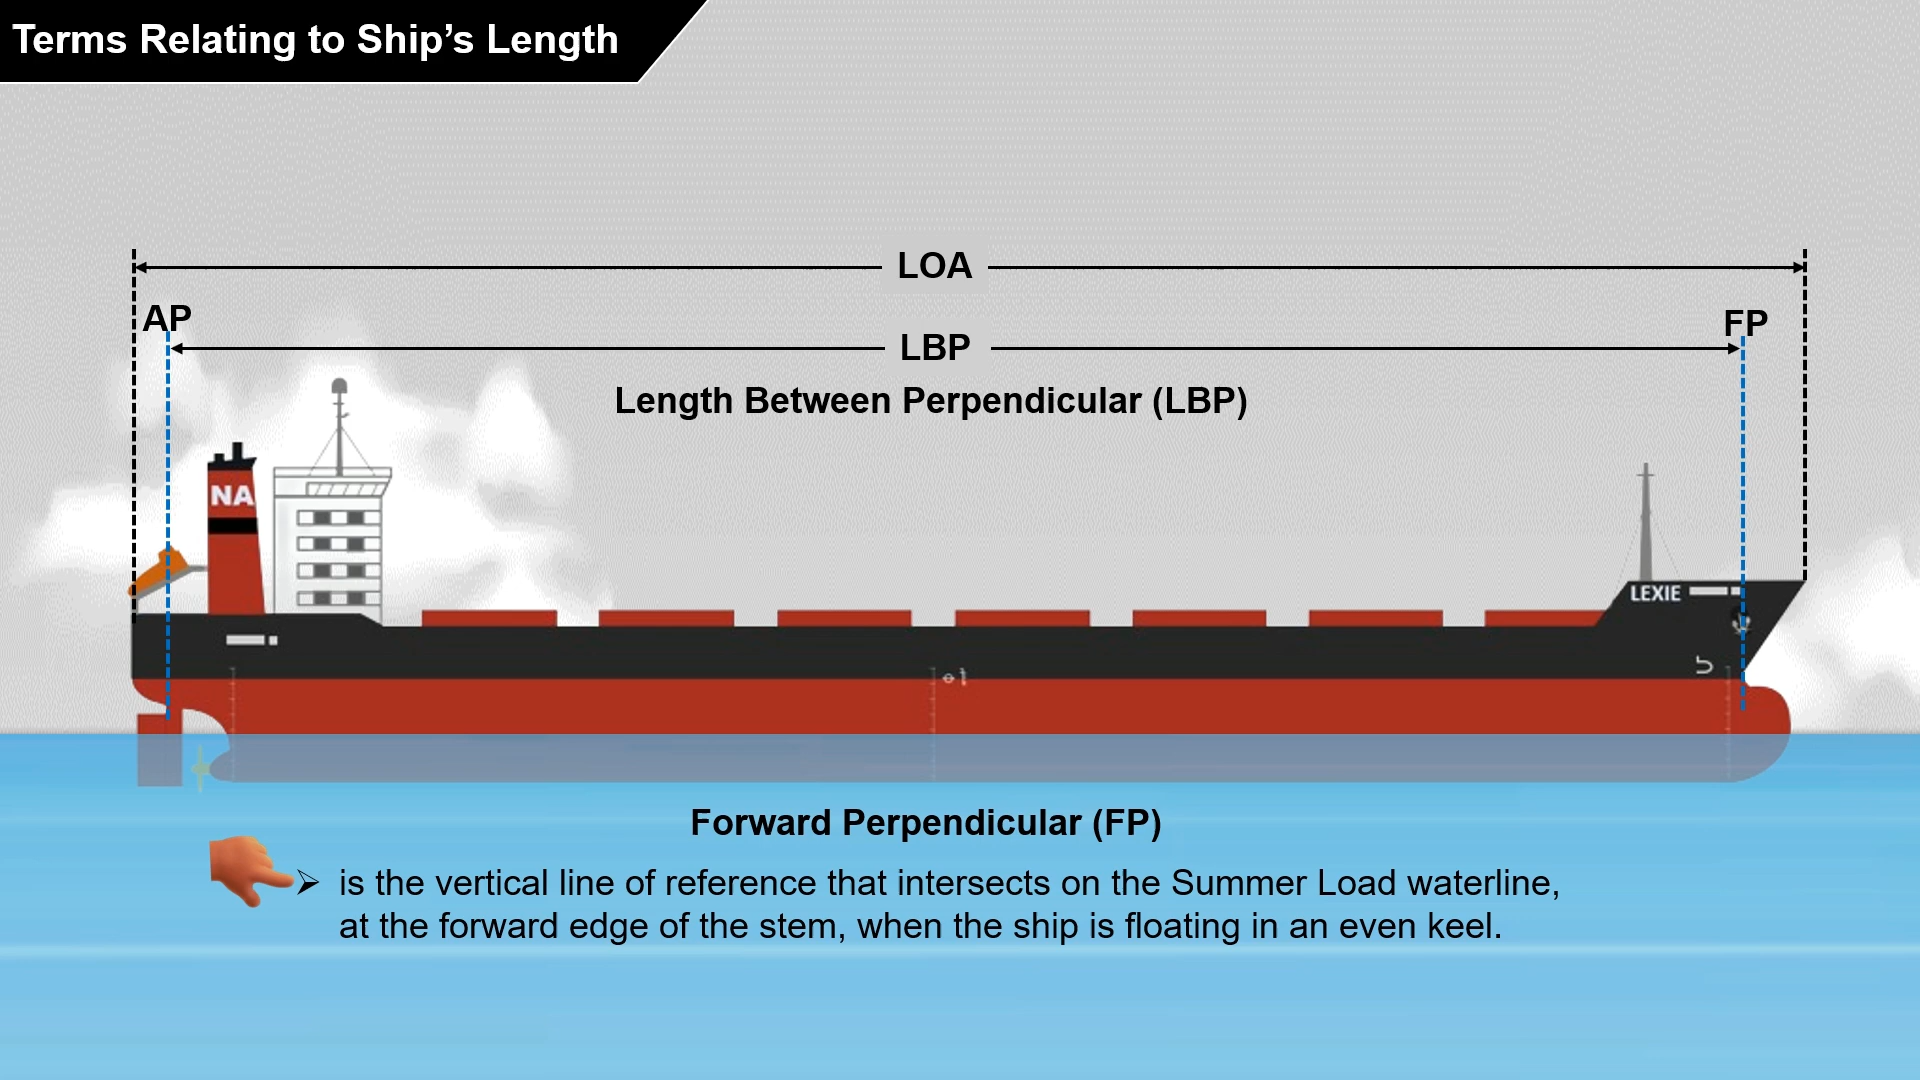 Terms Relating to Ship’s Length
LOA
AP
FP
LBP
Length Between Perpendicular (LBP)
NA
LEXIE
Forward Perpendicular (FP)
➢ is the vertical line of reference that intersects on the Summer Load waterline,
at the forward edge of the stem, when the ship is floating in an even keel.